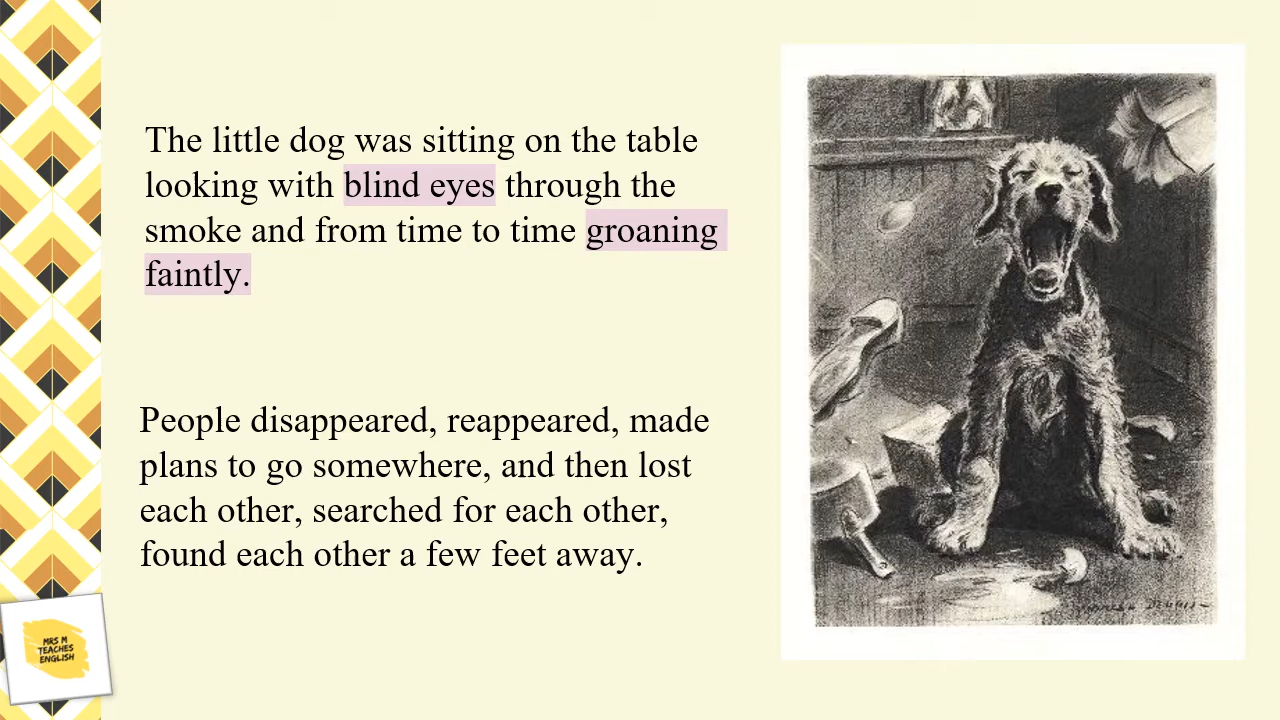 The little dog was sitting on the table
looking with blind eyes through the
smoke and from time to time groaning
faintly.
People disappeared, reappeared, made
plans to go somewhere, and then lost
each other, searched for each other,
found each other a few feet away.
MRS M
TEACHES
ENGLISH